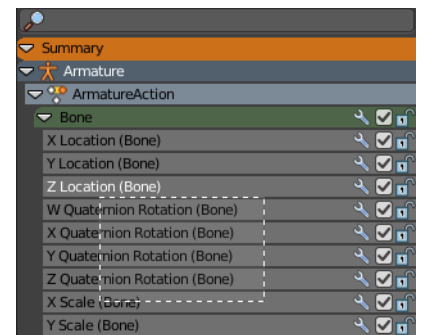 Summary
Armature
ArmatureAction
Bone
X Location (Bone)
Y Location (Bone)
Z Location (Bone)
W Quaternion Rotation (Bone)
X Quaternion Rotation (Bone)
Y Quaternion Rotation (Bone)
Z Quaternion Rotation (Bone)
X Scale (Bone)
Y Scale (Bone)